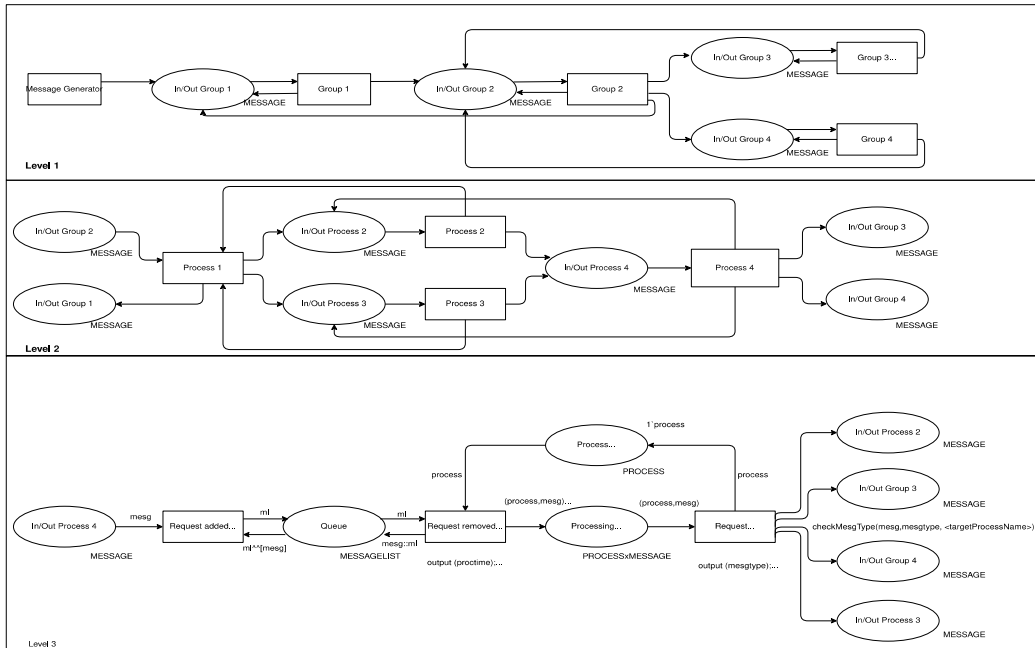 In/Out Group 3
Group 3...
MESSAGE
Message Generator
In/Out Group 1
MESSAGE
Group 1
In/Out Group 2
MESSAGE
Group 2
In/Out Group 4
Group 4
MESSAGE
Level 1
In/Out Group 2
MESSAGE
In/Out Process 2
MESSAGE
Process 2
In/Out Group 3
MESSAGE
Process 1
In/Out Process 4
MESSAGE
Process 4
In/Out Group 1
MESSAGE
In/Out Process 3
MESSAGE
Process 3
In/Out Group 4
MESSAGE
Level 2
1`process
In/Out Process 2
MESSAGE
Process...
PROCESS
process
process
In/Out Group 3
MESSAGE
In/Out Process 4
MESSAGE
mesg
Request added...
ml
ml^^[mesg]
Queue
MESSAGELIST
ml
mesg::ml
Request removed...
output (proctime);...
(process,mesg)...
Processing...
PROCESSxMESSAGE
(process,mesg)
Request...
output (mesgtype);...
checkMesgType(mesg,mesgtype, <targetProcessName>)
In/Out Group 4
MESSAGE
In/Out Process 3
MESSAGE
Level 3